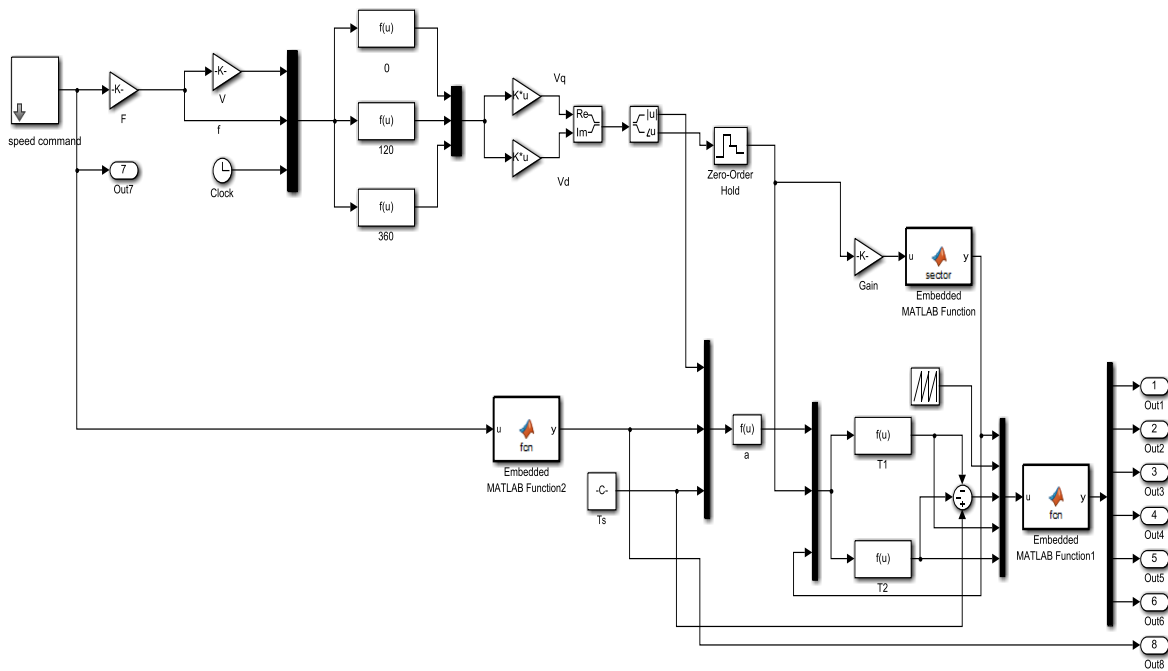 f(u)
0
-K-
V
-K-
F
f
speed command
7
Out7
Clock
f(u)
120
f(u)
360
K*u
Vq
K*u
Vd
Re
Im
|u|
∠u
Zero-Order
Hold
-K-
Gain
u
y
sector
Embedded
MATLAB Function
u
y
fcn
Embedded
MATLAB Function2
-C-
Ts
f(u)
a
f(u)
T1
f(u)
T2
u
y
fcn
Embedded
MATLAB Function1
1
Out1
2
Out2
3
Out3
4
Out4
5
Out5
6
Out6
8
Out8